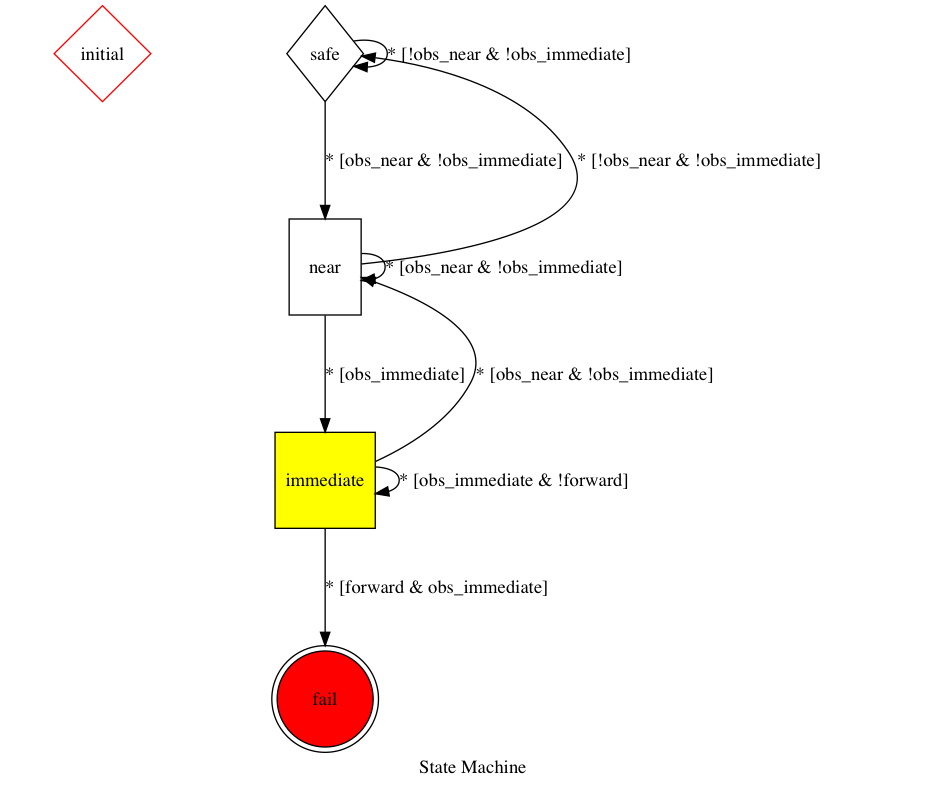 initial
safe
* [!obs_near & !obs_immediate]
* [obs_near & !obs_immediate]
* [!obs_near & !obs_immediate]
near
* [obs_near & !obs_immediate]
* [obs_immediate]
* [obs_near & !obs_immediate]
immediate
* [obs_immediate & !forward]
* [forward & obs_immediate]
fail
State Machine